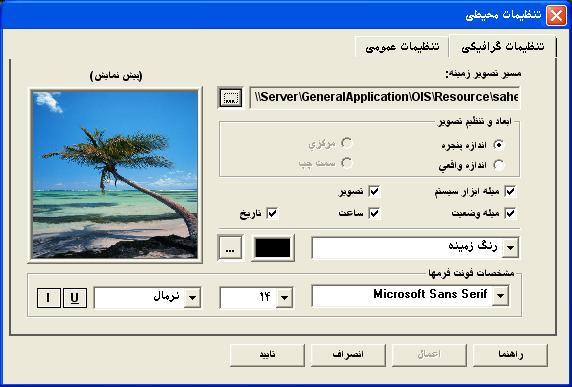 تنظیمات محیطی
تنظیمات گرافیکی
تنظیمات عمومی
مسیر تصویر زمینه:
(پیش نمایش)
\\Server\GeneralApplication\OIS\Resource\sahe
...
ابعاد و تنظیم تصویر
اندازه پنجره
مرکزي
اندازه واقعي
سمت چپ
میله ابزار سیستم
تصویر
میله وضعیت
ساعت
تاریخ
رنگ زمینه
...
مشخصات فونت فرمها
Microsoft Sans Serif
۱۴
نرمال
U
I
راهنما
اعمال
انصراف
تایید